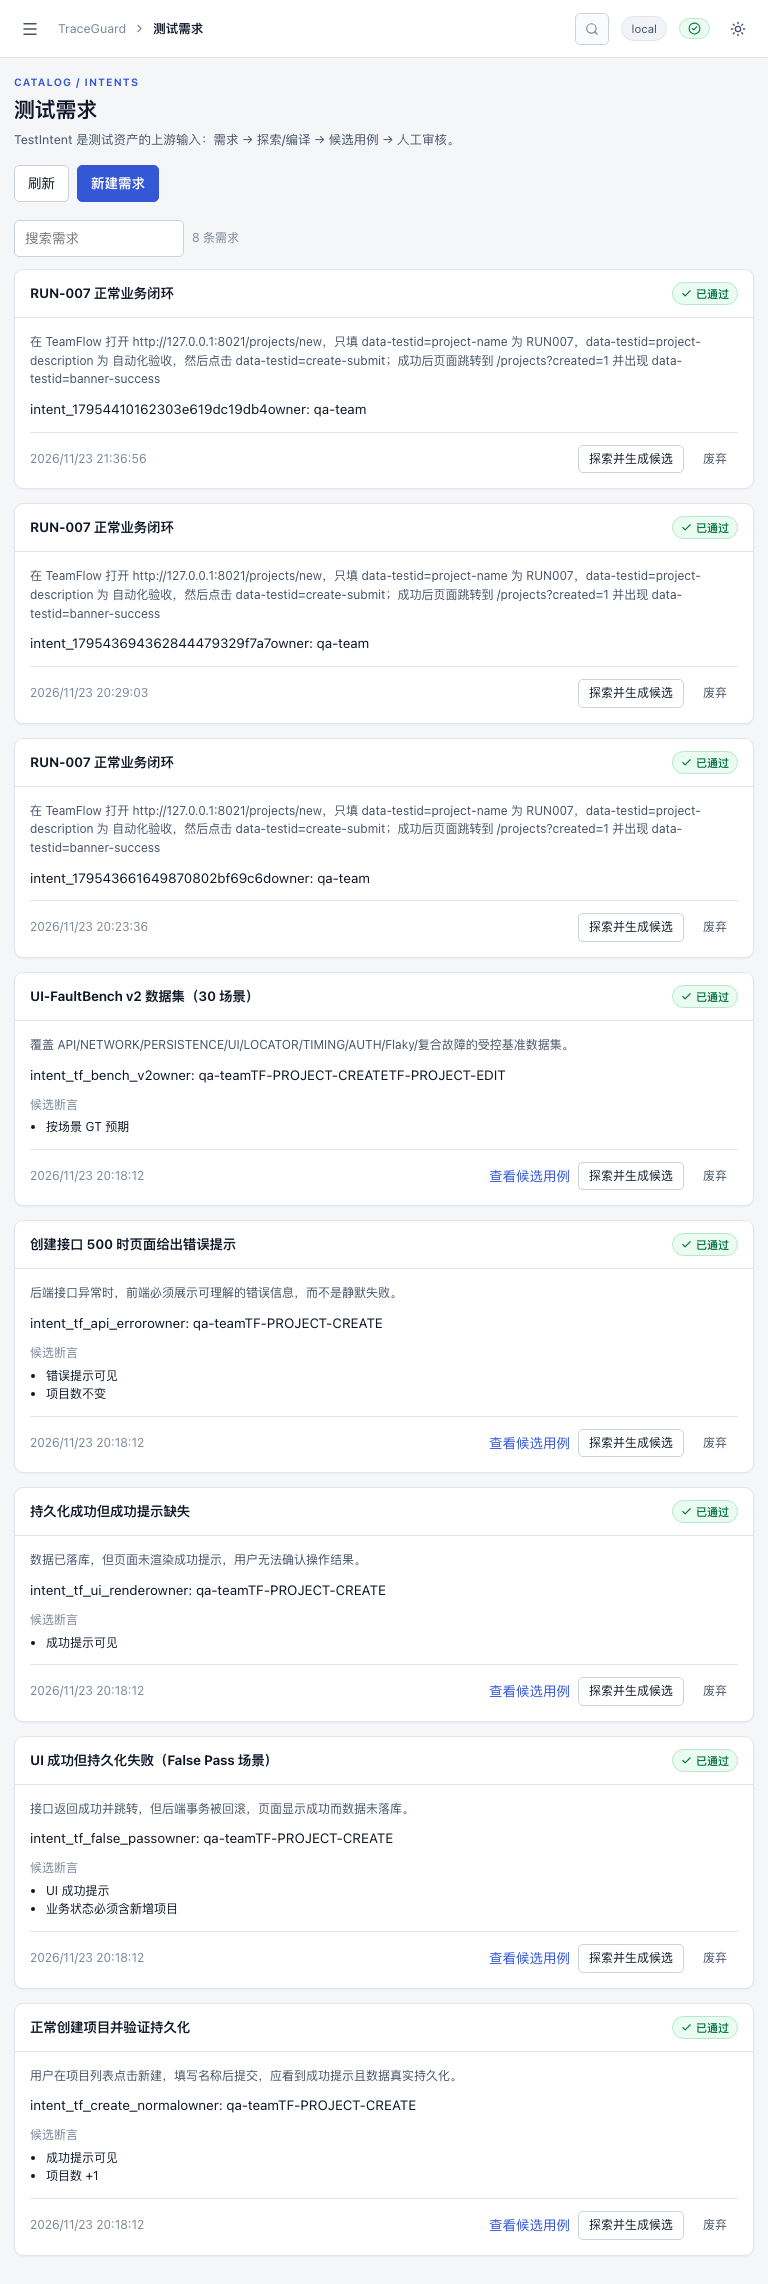 TraceGuard > 测试需求
local
CATALOG / INTENTS
测试需求
TestIntent 是测试资产的上游输入：需求 → 探索/编译 → 候选用例 → 人工审核。
刷新
新建需求
搜索需求
8 条需求
RUN-007 正常业务闭环
已通过
在 TeamFlow 打开 http://127.0.0.1:8021/projects/new，只填 data-testid=project-name 为 RUN007，data-testid=project-
description 为 自动化验收，然后点击 data-testid=create-submit；成功后页面跳转到 /projects?created=1 并出现 data-
testid=banner-success
intent_17954410162303e619dc19db4owner: qa-team
2026/11/23 21:36:56
探索并生成候选
废弃
RUN-007 正常业务闭环
已通过
在 TeamFlow 打开 http://127.0.0.1:8021/projects/new，只填 data-testid=project-name 为 RUN007，data-testid=project-
description 为 自动化验收，然后点击 data-testid=create-submit；成功后页面跳转到 /projects?created=1 并出现 data-
testid=banner-success
intent_179543694362844479329f7a7owner: qa-team
2026/11/23 20:29:03
探索并生成候选
废弃
RUN-007 正常业务闭环
已通过
在 TeamFlow 打开 http://127.0.0.1:8021/projects/new，只填 data-testid=project-name 为 RUN007，data-testid=project-
description 为 自动化验收，然后点击 data-testid=create-submit；成功后页面跳转到 /projects?created=1 并出现 data-
testid=banner-success
intent_179543661649870802bf69c6downer: qa-team
2026/11/23 20:23:36
探索并生成候选
废弃
UI-FaultBench v2 数据集（30 场景）
已通过
覆盖 API/NETWORK/PERSISTENCE/UI/LOCATOR/TIMING/AUTH/Flaky/复合故障的受控基准数据集。
intent_tf_bench_v2owner: qa-teamTF-PROJECT-CREATETF-PROJECT-EDIT
候选断言
• 按场景 GT 预期
2026/11/23 20:18:12
查看候选用例
探索并生成候选
废弃
创建接口 500 时页面给出错误提示
已通过
后端接口异常时，前端必须展示可理解的错误信息，而不是静默失败。
intent_tf_api_errorowner: qa-teamTF-PROJECT-CREATE
候选断言
• 错误提示可见
• 项目数不变
2026/11/23 20:18:12
查看候选用例
探索并生成候选
废弃
持久化成功但成功提示缺失
已通过
数据已落库，但页面未渲染成功提示，用户无法确认操作结果。
intent_tf_ui_renderowner: qa-teamTF-PROJECT-CREATE
候选断言
• 成功提示可见
2026/11/23 20:18:12
查看候选用例
探索并生成候选
废弃
UI 成功但持久化失败（False Pass 场景）
已通过
接口返回成功并跳转，但后端事务被回滚，页面显示成功而数据未落库。
intent_tf_false_passowner: qa-teamTF-PROJECT-CREATE
候选断言
• UI 成功提示
• 业务状态必须含新增项目
2026/11/23 20:18:12
查看候选用例
探索并生成候选
废弃
正常创建项目并验证持久化
已通过
用户在项目列表点击新建，填写名称后提交，应看到成功提示且数据真实持久化。
intent_tf_create_normalowner: qa-teamTF-PROJECT-CREATE
候选断言
• 成功提示可见
• 项目数 +1
2026/11/23 20:18:12
查看候选用例
探索并生成候选
废弃